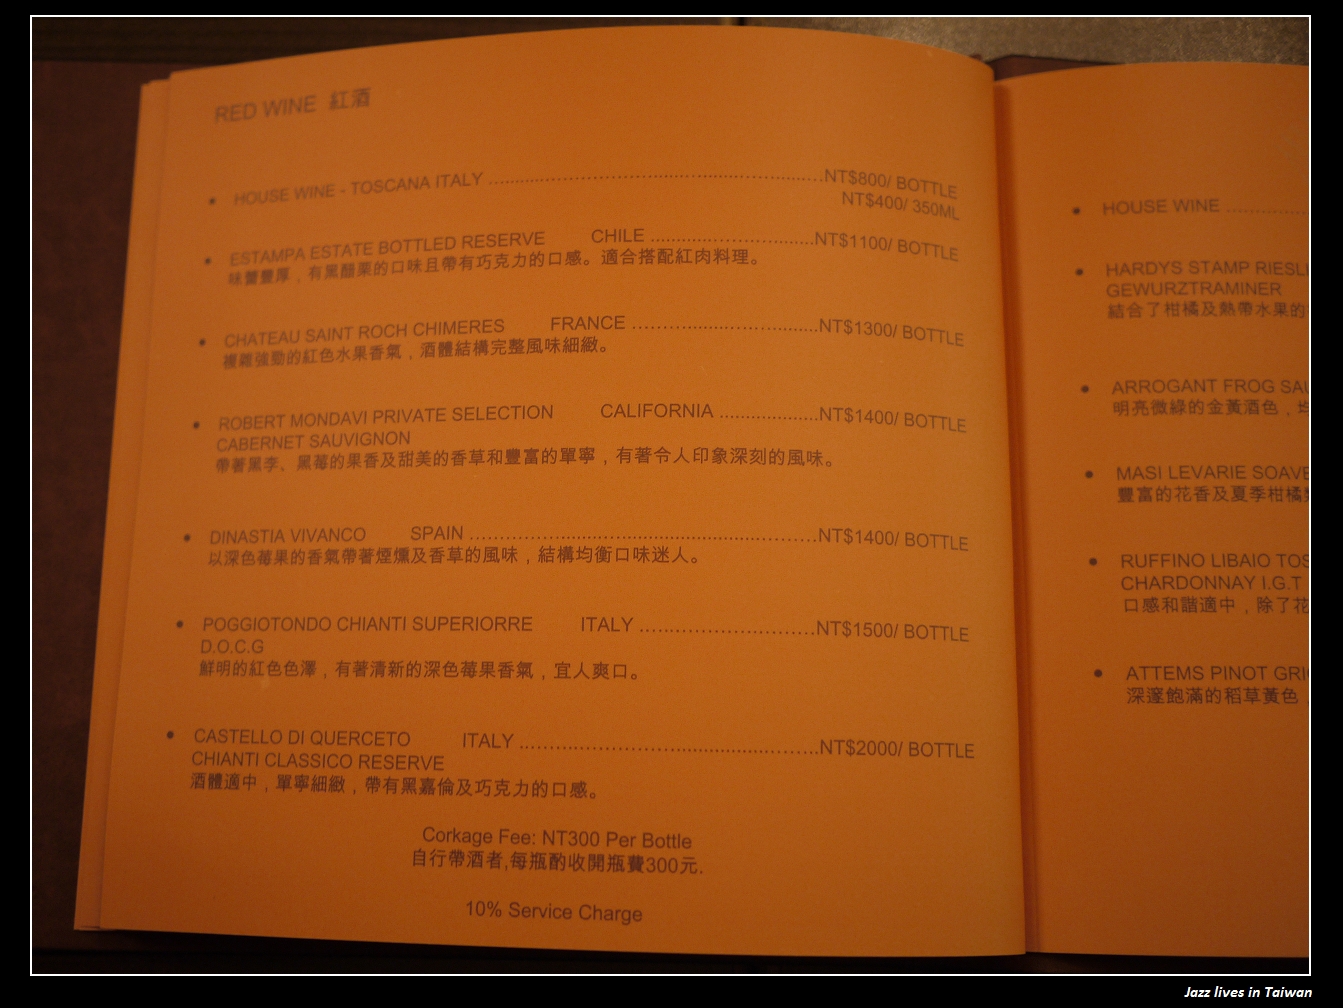 RED WINE 紅酒
• HOUSE WINE - TOSCANA ITALY ................................................................NT$800/ BOTTLE
NT$400/ 350ML
• ESTAMPA ESTATE BOTTLED RESERVE CHILE ...............................NT$1100/ BOTTLE
味蕾豐厚，有黑醋栗的口味且帶有巧克力的口感。適合搭配紅肉料理。
• CHATEAU SAINT ROCH CHIMERES FRANCE ...................................NT$1300/ BOTTLE
複雜強勁的紅色水果香氣，酒體結構完整風味細緻。
• ROBERT MONDAVI PRIVATE SELECTION CALIFORNIA ...................NT$1400/ BOTTLE
CABERNET SAUVIGNON
帶著黑李、黑莓的果香及甜美的香草和豐富的單寧，有著令人印象深刻的風味。
• DINASTIA VIVANCO SPAIN ................................................................NT$1400/ BOTTLE
以深色莓果的香氣帶著煙燻及香草的風味，結構均衡口味迷人。
• POGGIOTONDO CHIANTI SUPERIORRE ITALY .................................NT$1500/ BOTTLE
D.O.C.G
鮮明的紅色色澤，有著清新的深色莓果香氣，宜人爽口。
• CASTELLO DI QUERCETO ITALY .......................................................NT$2000/ BOTTLE
CHIANTI CLASSICO RESERVE
酒體適中，單寧細緻，帶有黑嘉倫及巧克力的口感。
Corkage Fee: NT300 Per Bottle
自行帶酒者,每瓶酌收開瓶費300元.
10% Service Charge
• HOUSE WINE ...............
• HARDYS STAMP RIESL
GEWURZTRAMINER
結合了柑橘及熱帶水果的
• ARROGANT FROG SAU
明亮微綠的金黃酒色，均
• MASI LEVARIE SOAVE
豐富的花香及夏季柑橘
• RUFFINO LIBAIO TOS
CHARDONNAY I.G.T
口感和諧適中，除了花
• ATTEMS PINOT GRI
深邃飽滿的稻草黃色，
Jazz lives in Taiwan